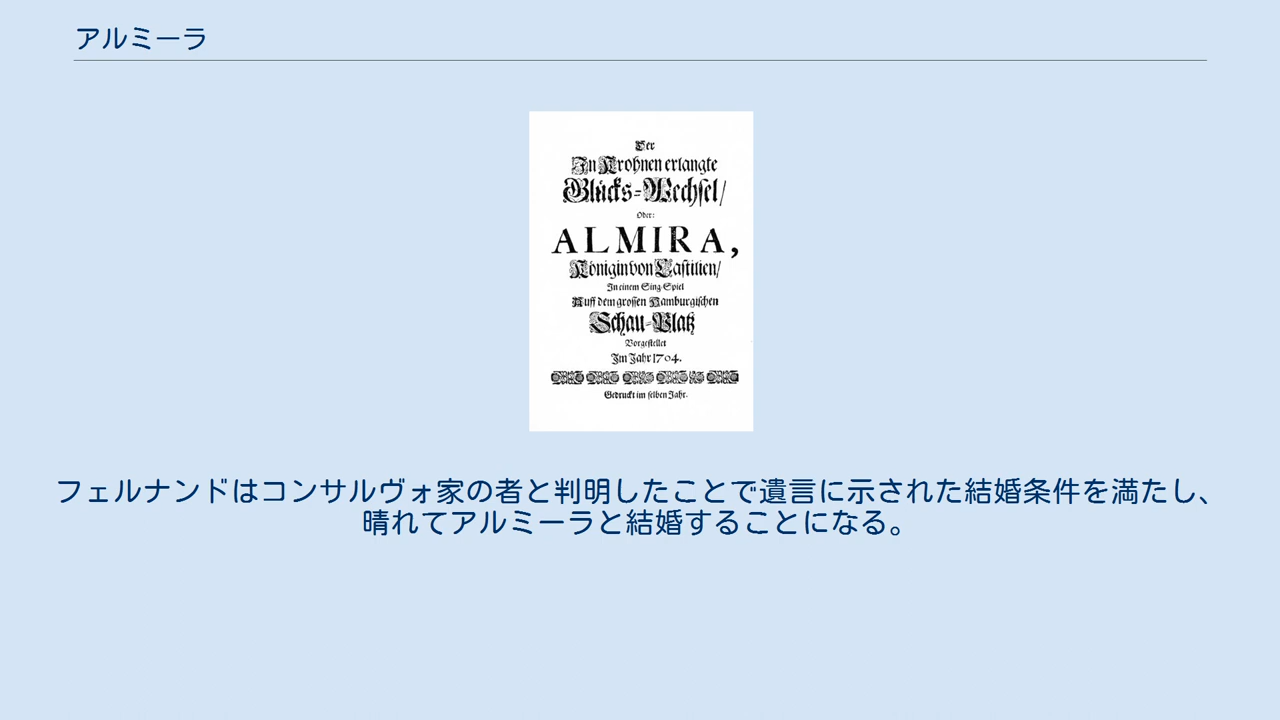 アルミーラ
Der
In Krohnen erlangte
Glücks-Wechsel/
Oder:
ALMIRA,
Königin von Castilien/
In einem Sing-Spiel
Auff dem grossen Hamburgischen
Schau-Platz
Vorgestellet
Im Jahr 1704.
Gedruckt im selben Jahr.
フェルナンドはコンサルヴォ家の者と判明したことで遺言に示された結婚条件を満たし、
晴れてアルミーラと結婚することになる。